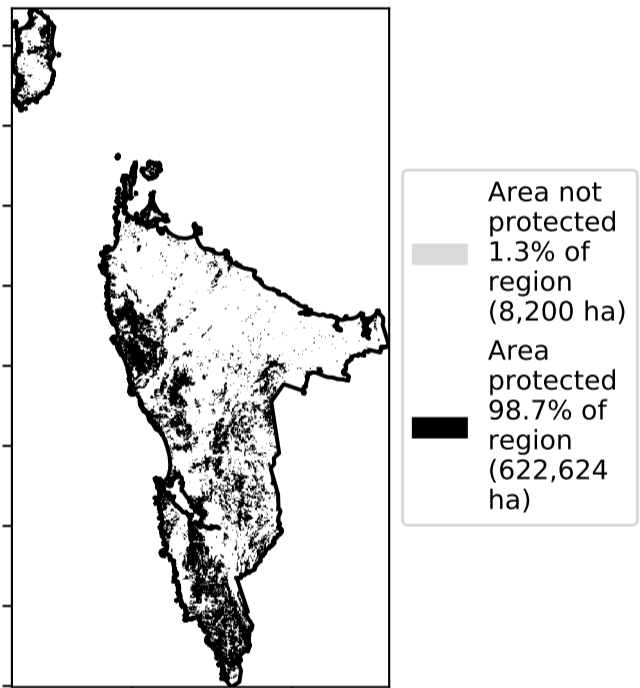 Area not
protected
1.3% of
region
(8,200 ha)
Area
protected
98.7% of
region
(622,624
ha)